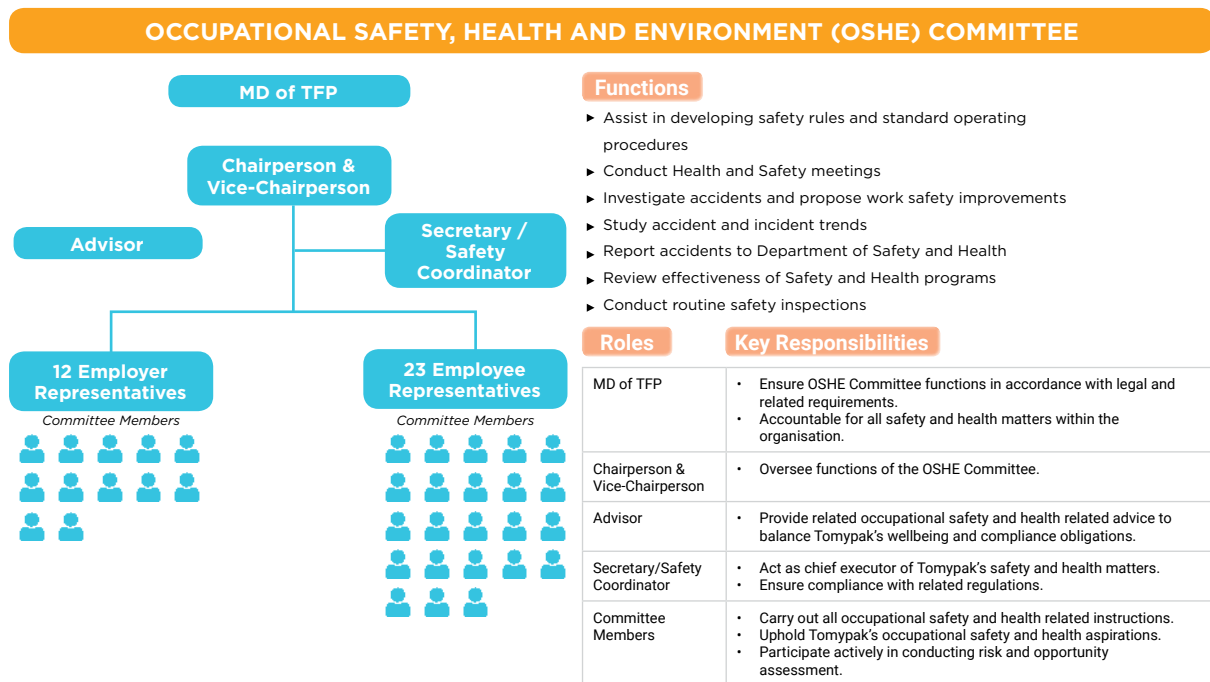 OCCUPATIONAL SAFETY, HEALTH AND ENVIRONMENT (OSHE) COMMITTEE
MD of TFP
Chairperson &
Vice-Chairperson
Advisor
Secretary /
Safety
Coordinator
12 Employer
Representatives
Committee Members
23 Employee
Representatives
Committee Members
Functions
► Assist in developing safety rules and standard operating
procedures
► Conduct Health and Safety meetings
► Investigate accidents and propose work safety improvements
► Study accident and incident trends
► Report accidents to Department of Safety and Health
► Review effectiveness of Safety and Health programs
► Conduct routine safety inspections
Roles
Key Responsibilities
MD of TFP
• Ensure OSHE Committee functions in accordance with legal and
related requirements.
• Accountable for all safety and health matters within the
organisation.
Chairperson &
Vice-Chairperson
• Oversee functions of the OSHE Committee.
Advisor
• Provide related occupational safety and health related advice to
balance Tomypak's wellbeing and compliance obligations.
Secretary/Safety
Coordinator
• Act as chief executor of Tomypak's safety and health matters.
• Ensure compliance with related regulations.
Committee
Members
• Carry out all occupational safety and health related instructions.
• Uphold Tomypak's occupational safety and health aspirations.
• Participate actively in conducting risk and opportunity
assessment.